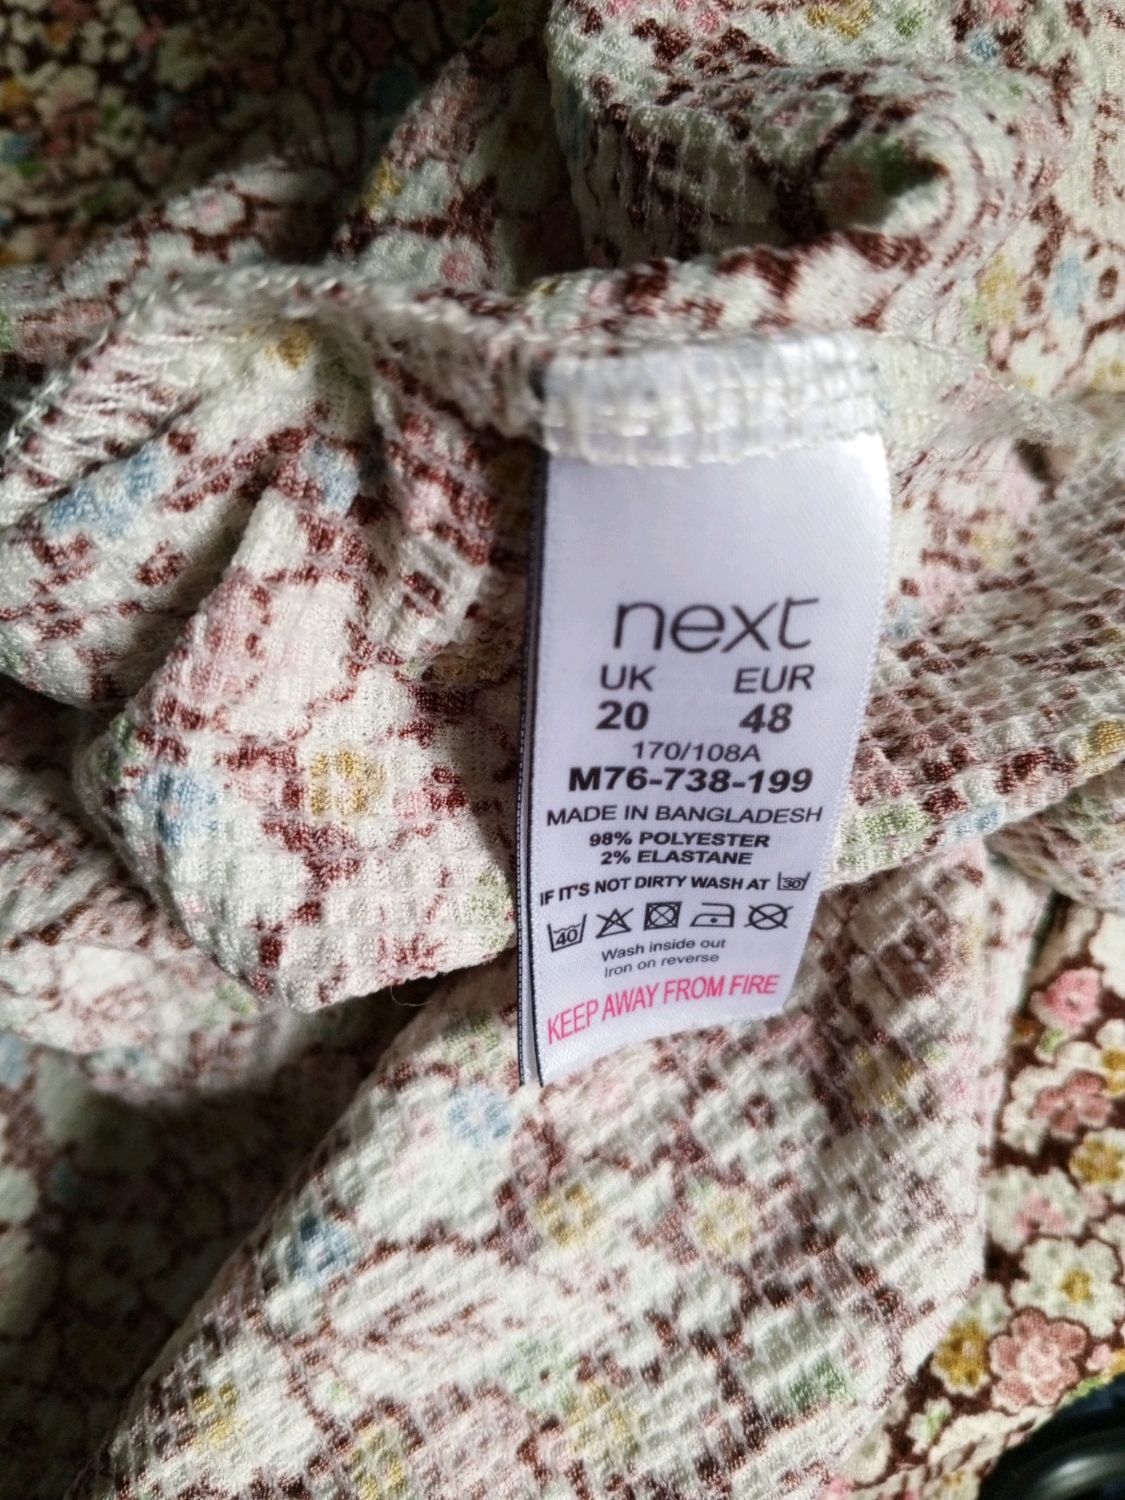 next
UK EUR
20 48
170/108A
M76-738-199
MADE IN BANGLADESH
98% POLYESTER
2% ELASTANE
IF IT'S NOT DIRTY WASH AT 30
40
Wash inside out
Iron on reverse
KEEP AWAY FROM FIRE